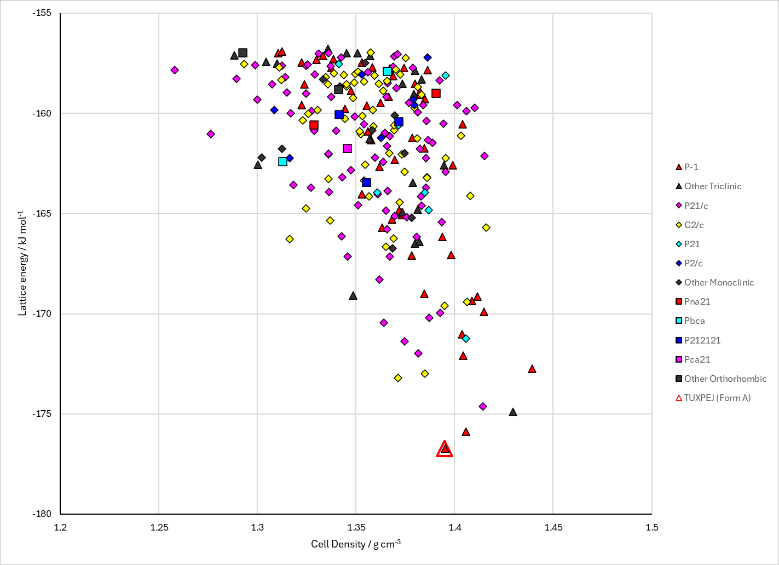 -155
-160
-165
-170
-175
-180
1.2
1.25
1.3
1.35
1.4
1.45
1.5
Lattice energy / kJ mol⁻¹
Cell Density / g cm⁻³
P-1
Other Triclinic
P21/c
C2/c
P21
P2/c
Other Monoclinic
Pna21
Pbca
P212121
Pca21
Other Orthorhombic
TUXPEJ (Form A)